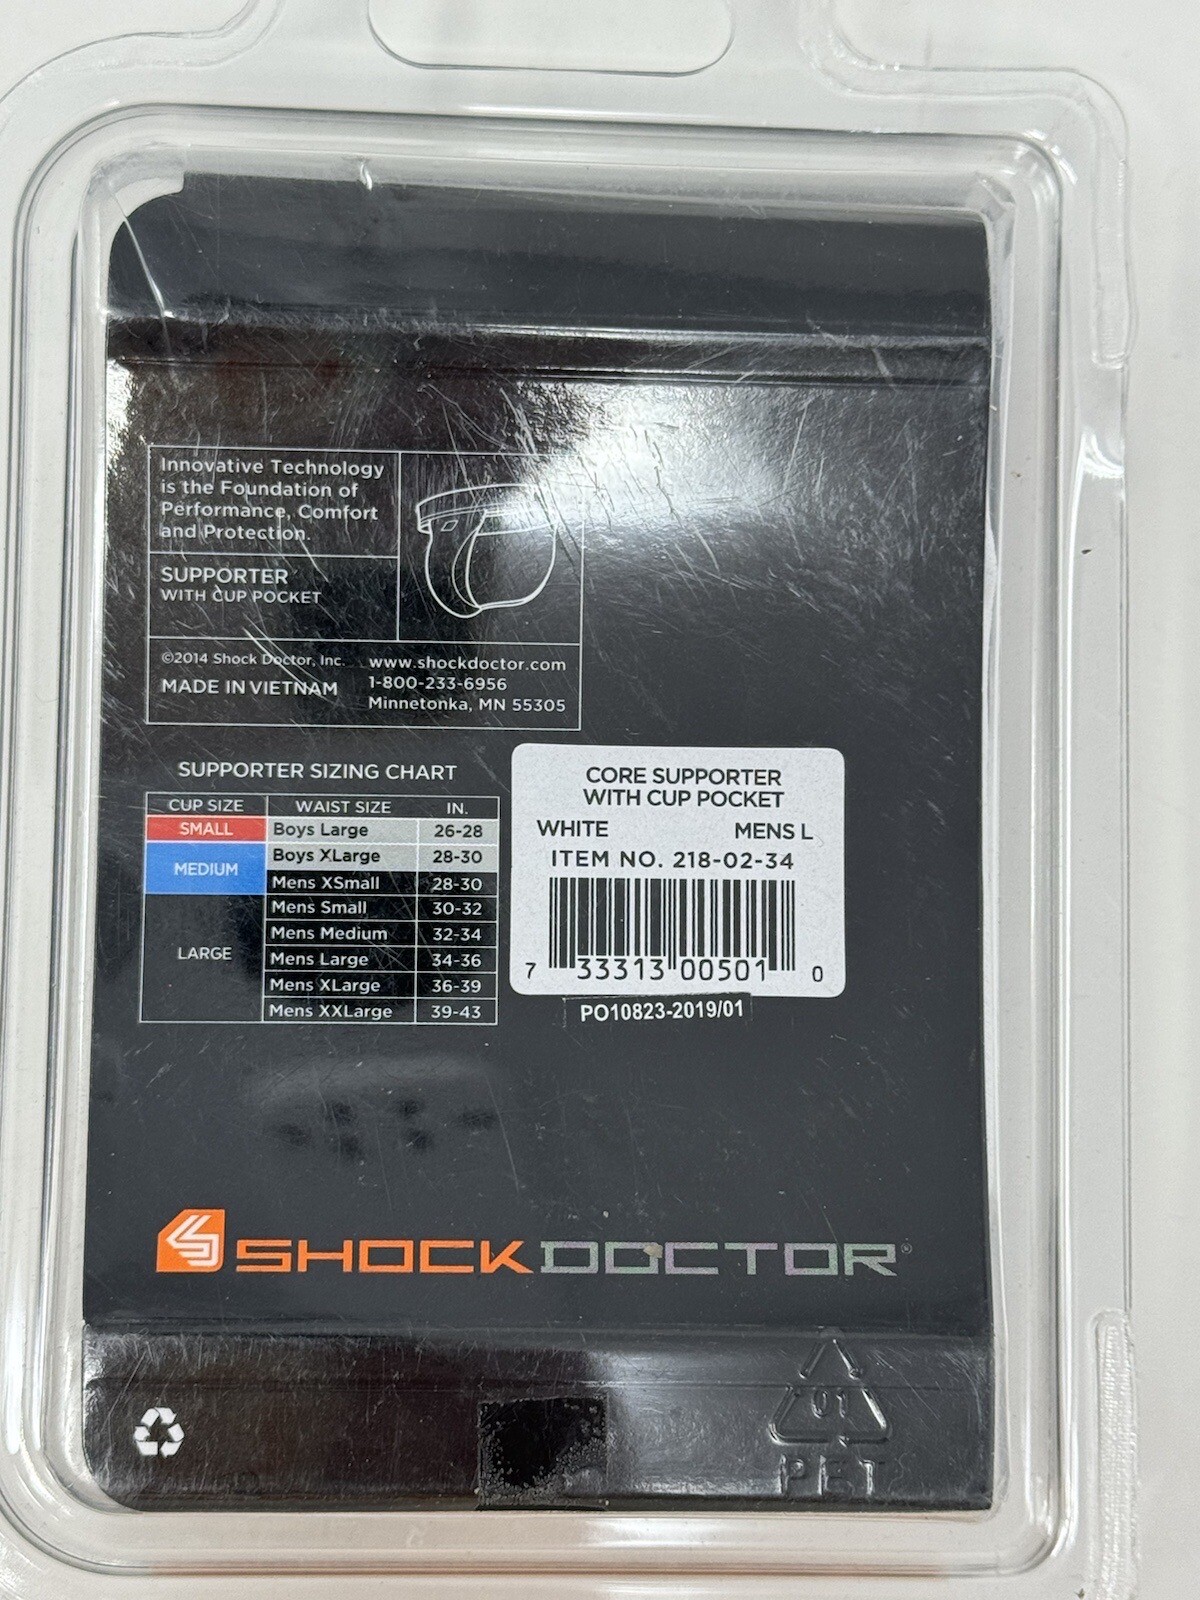 Innovative Technology
is the Foundation of
Performance, Comfort
and Protection.
SUPPORTER
WITH CUP POCKET
©2014 Shock Doctor, Inc.
MADE IN VIETNAM
www.shockdoctor.com
1-800-233-6956
Minnetonka, MN 55305
SUPPORTER SIZING CHART
CUP SIZE WAIST SIZE IN.
SMALL Boys Large 26-28
MEDIUM Boys XLarge 28-30
Mens XSmall 28-30
Mens Small 30-32
Mens Medium 32-34
LARGE Mens Large 34-36
Mens XLarge 36-39
Mens XXLarge 39-43
CORE SUPPORTER
WITH CUP POCKET
WHITE MENS L
ITEM NO. 218-02-34
7 33313 00501 0
PO10823-2019/01
SHOCK DOCTOR®
01
PET